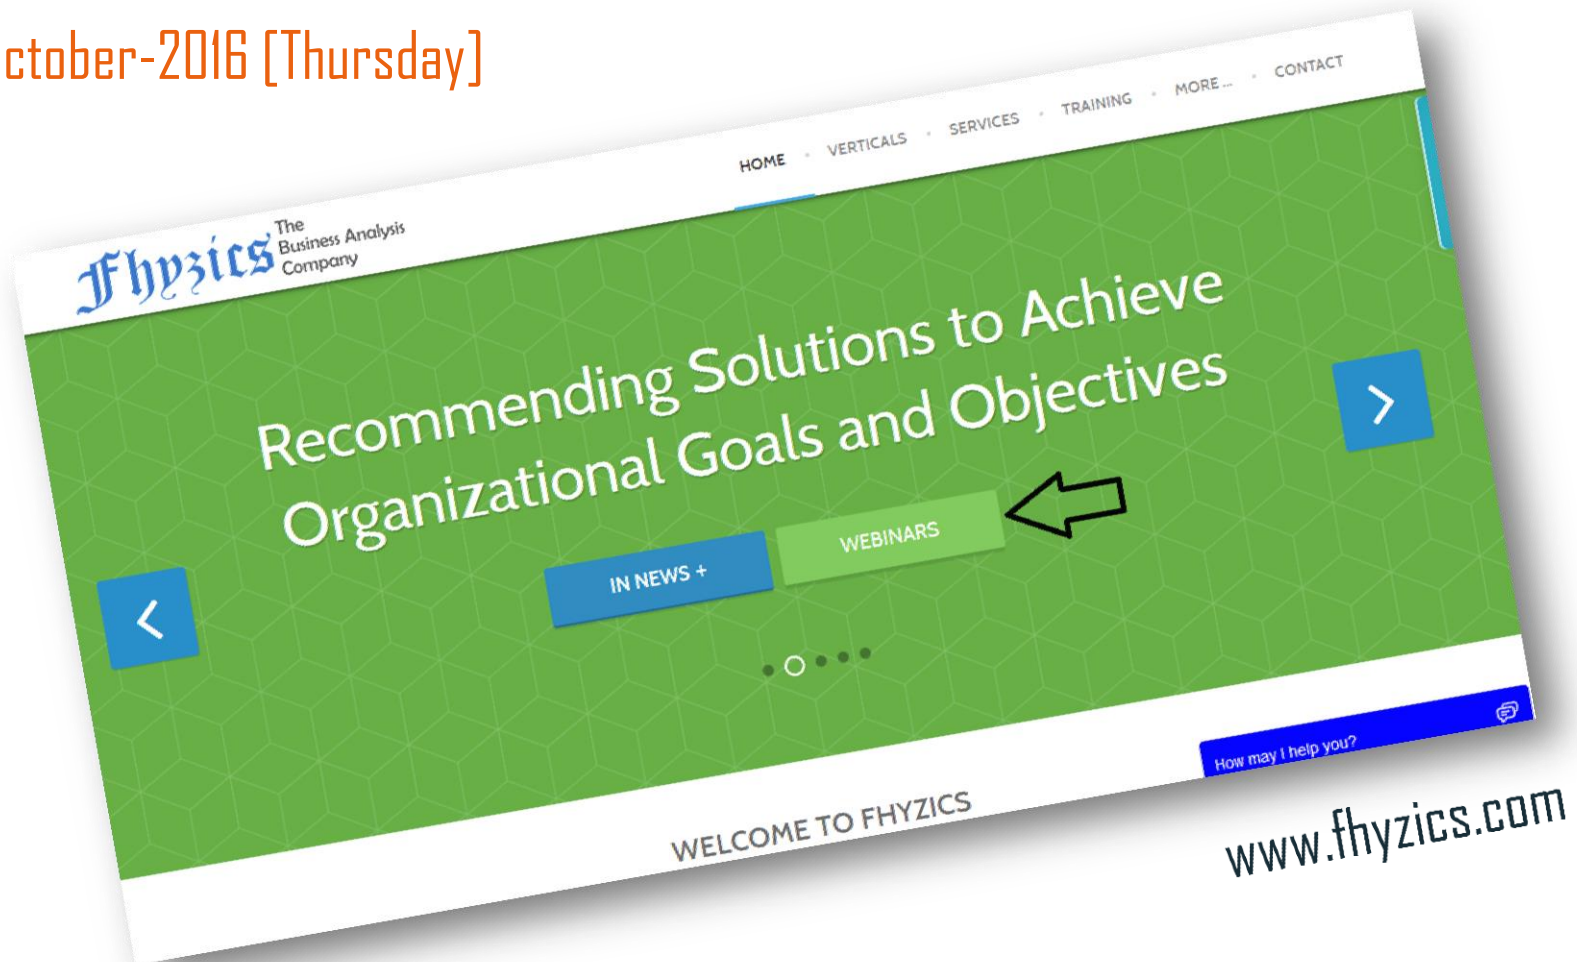 ctober-2016 [Thursday]
HOME
VERTICALS
SERVICES
TRAINING
MORE...
CONTACT
Fhyzics
The
Business Analysis
Company
Recommending Solutions to Achieve
Organizational Goals and Objectives
IN NEWS +
WEBINARS
How may I help you?
WELCOME TO FHYZICS
www.fhyzics.com